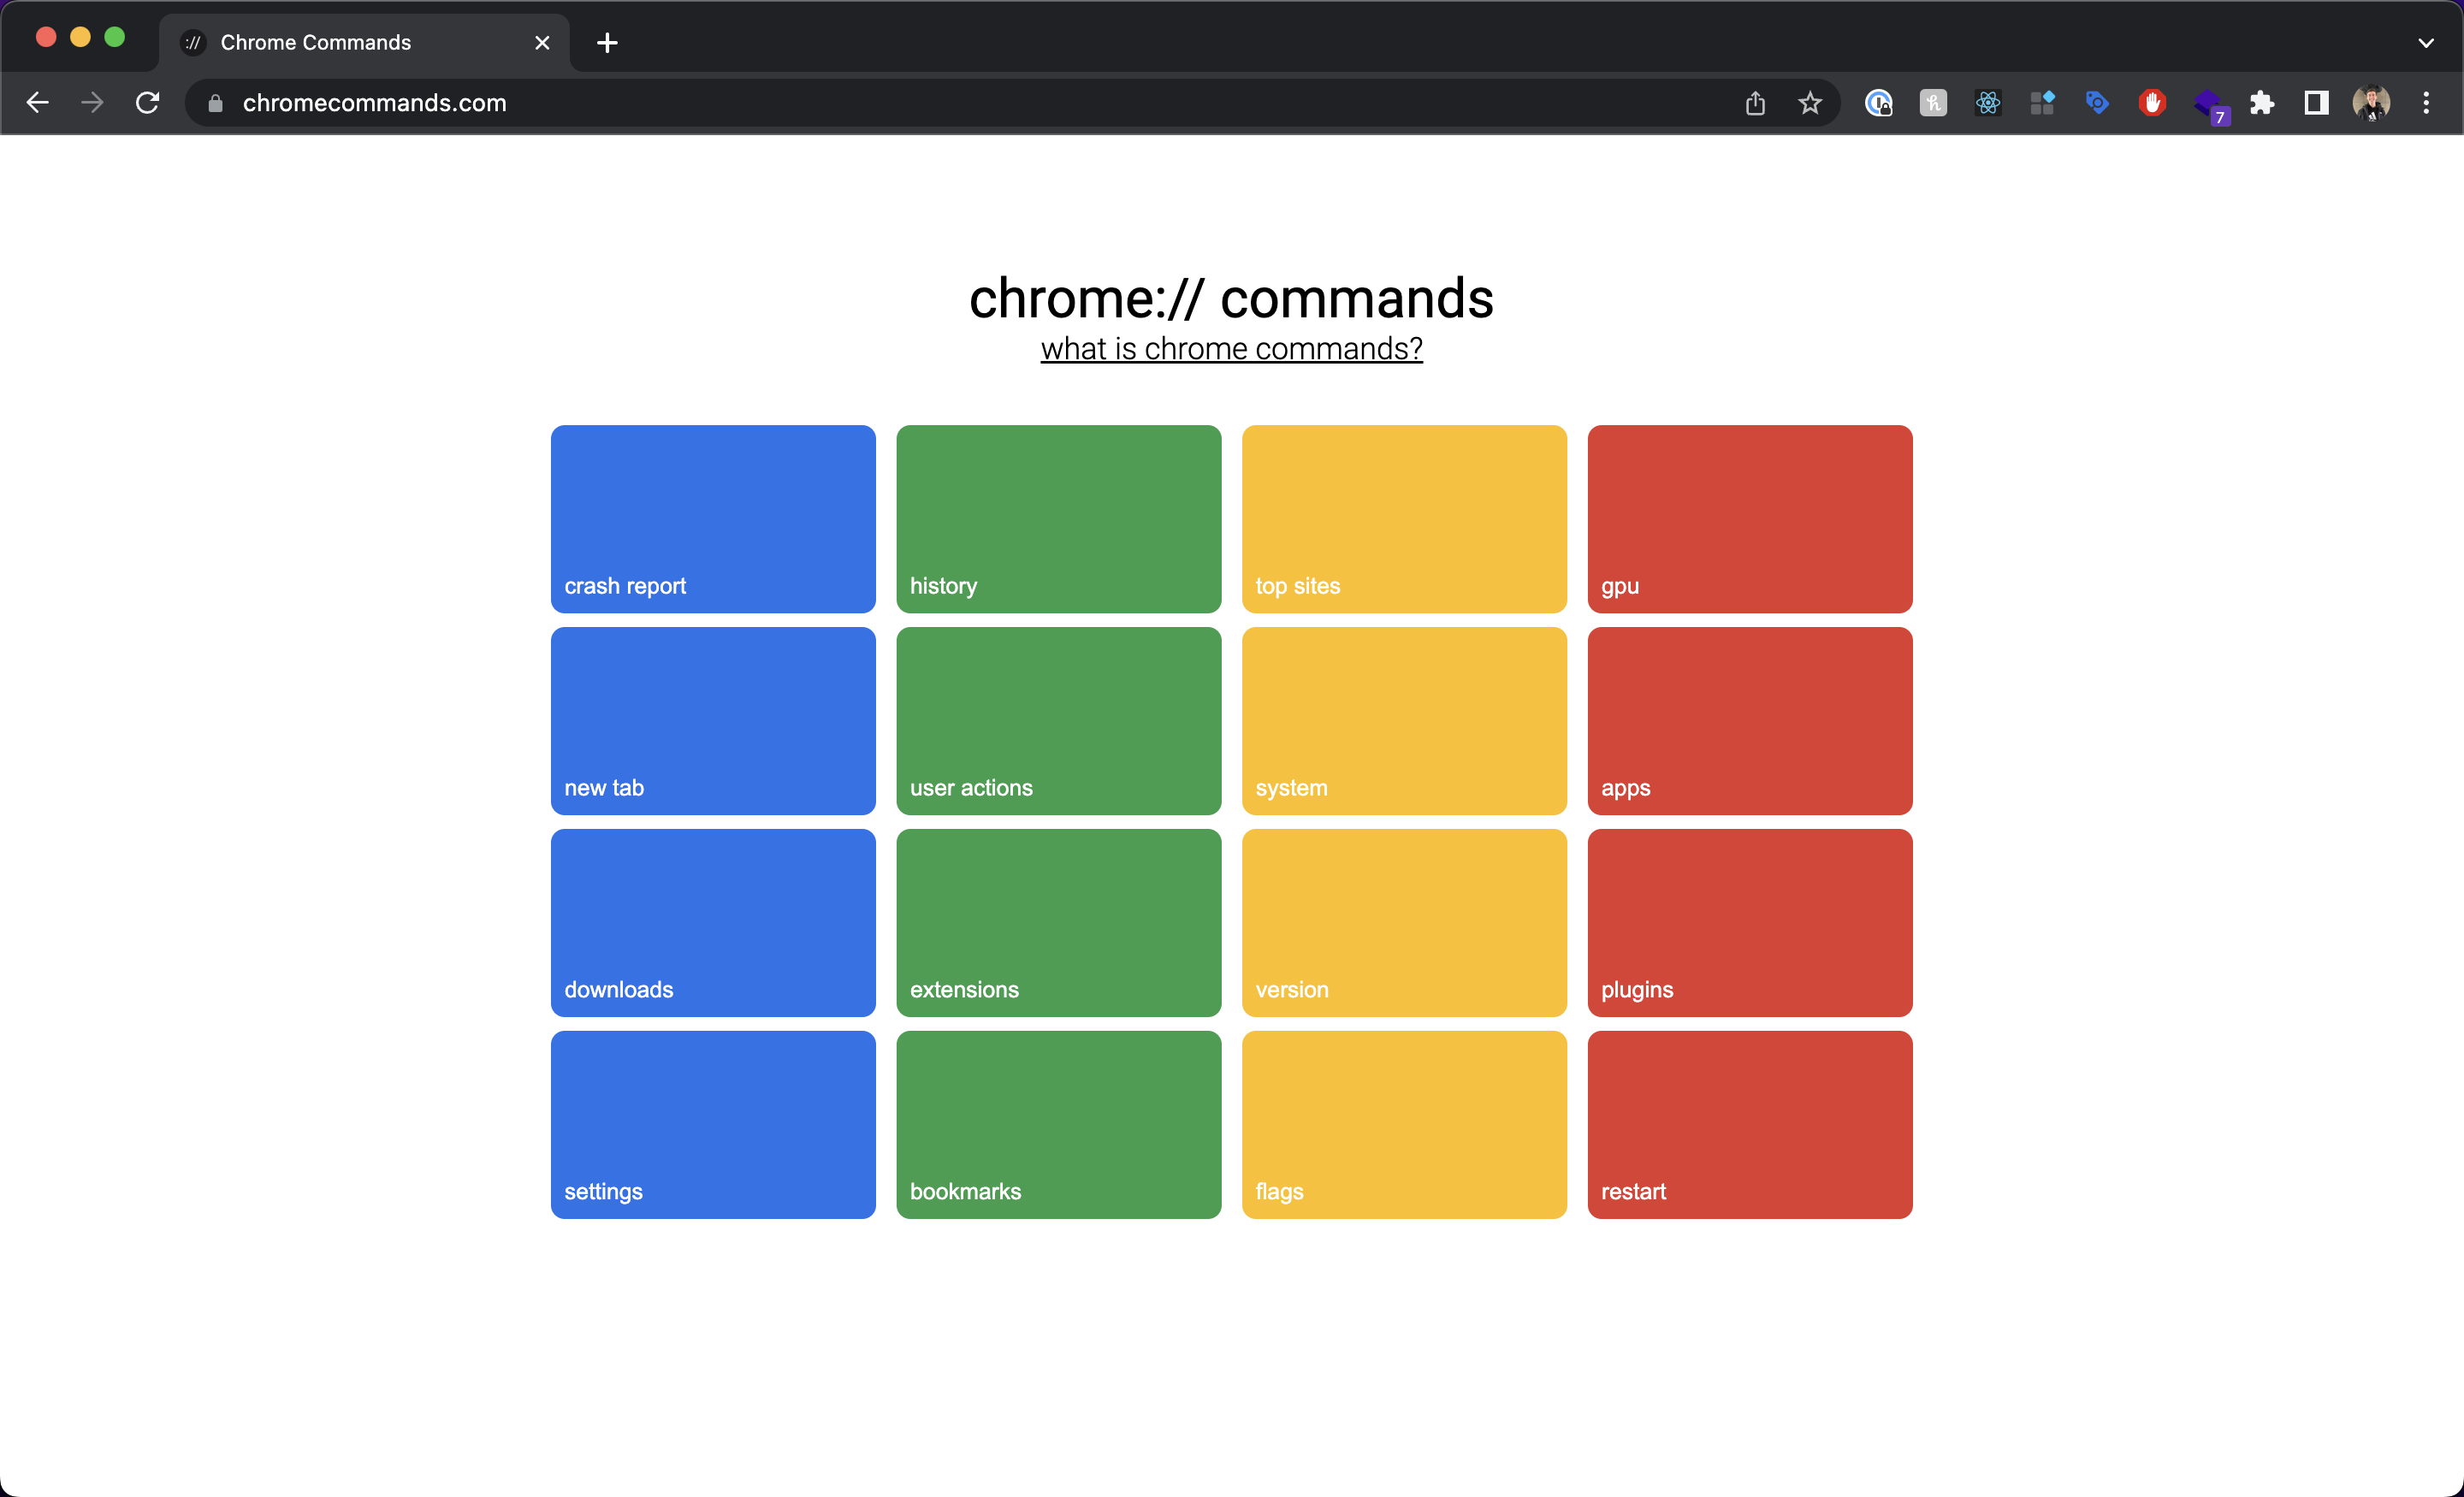 :// Chrome Commands
chromecommands.com
7
chrome:// commands
what is chrome commands?
crash report history top sites gpu
new tab user actions system apps
downloads extensions version plugins
settings bookmarks flags restart